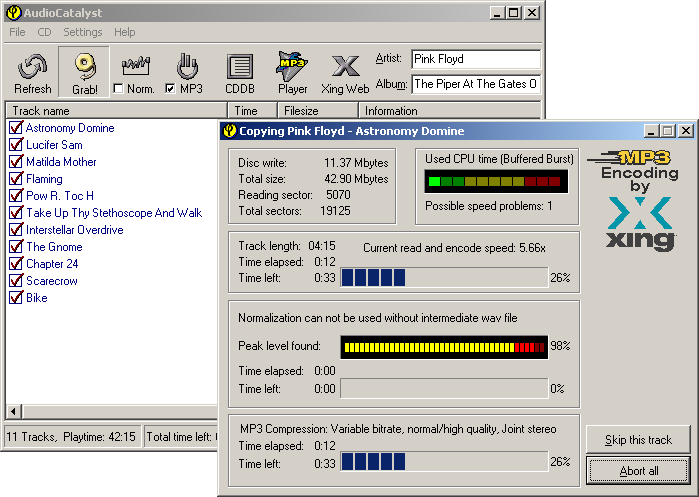 AudioCatalyst
File CD Settings Help
Refresh Grab! Norm. MP3 CDDB Player Xing Web
MP3
Artist: Pink Floyd
Album: The Piper At The Gates O
Track name Time Filesize Information
Astronomy Domine
Lucifer Sam
Matilda Mother
Flaming
Pow R. Toc H
Take Up Thy Stethoscope And Walk
Interstellar Overdrive
The Gnome
Chapter 24
Scarecrow
Bike
11 Tracks, Playtime: 42:15 Total time left:
Copying Pink Floyd - Astronomy Domine
Disc write: 11.37 Mbytes
Total size: 42.90 Mbytes
Reading sector: 5070
Total sectors: 19125
Used CPU time (Buffered Burst)
Possible speed problems: 1
MP3
Encoding
by
xing
Track length: 04:15 Current read and encode speed: 5.66x
Time elapsed: 0:12
Time left: 0:33 26%
Normalization can not be used without intermediate wav file
Peak level found: 98%
Time elapsed: 0:00
Time left: 0:00 0%
MP3 Compression: Variable bitrate, normal/high quality, Joint stereo
Time elapsed: 0:12
Time left: 0:33 26%
Skip this track
Abort all